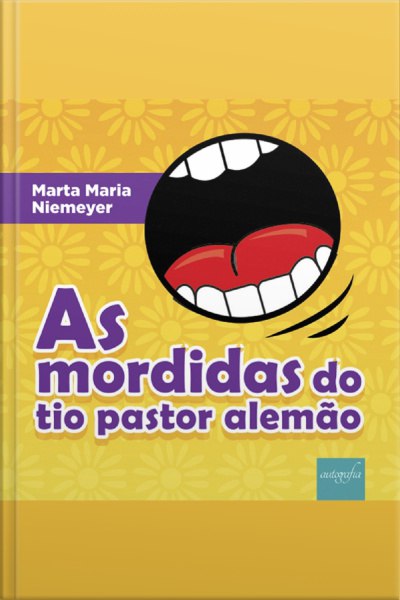 Marta Maria
Niemeyer
As
mordidas do
tio pastor alemão
autografia